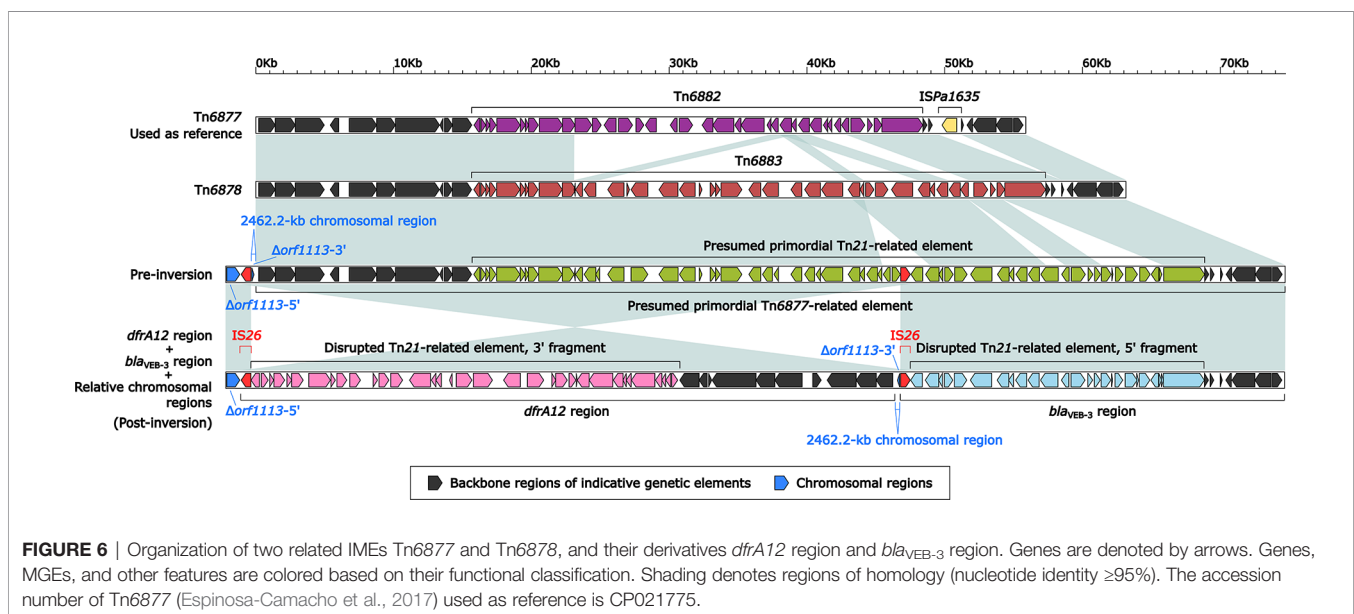 0Kb 10Kb 20Kb 30Kb 40Kb 50Kb 60Kb 70Kb
Tn6882 ISPa1635
Tn6877
Used as reference
Tn6883
Tn6878
2462.2-kb chromosomal region
Δorf1113-3'
Presumed primordial Tn21-related element
Pre-inversion
Δorf1113-5'
Presumed primordial Tn6877-related element
dfrA12 region
+
blaVEB-3 region
+
Relative chromosomal
regions
(Post-inversion)
IS26
Disrupted Tn21-related element, 3' fragment
Δorf1113-3'
IS26
Disrupted Tn21-related element, 5' fragment
Δorf1113-5'
dfrA12 region
blaVEB-3 region
2462.2-kb chromosomal region
Backbone regions of indicative genetic elements
Chromosomal regions
FIGURE 6 | Organization of two related IMEs Tn6877 and Tn6878, and their derivatives dfrA12 region and blaVEB-3 region. Genes are denoted by arrows. Genes,
MGEs, and other features are colored based on their functional classification. Shading denotes regions of homology (nucleotide identity ≥95%). The accession
number of Tn6877 (Espinosa-Camacho et al., 2017) used as reference is CP021775.